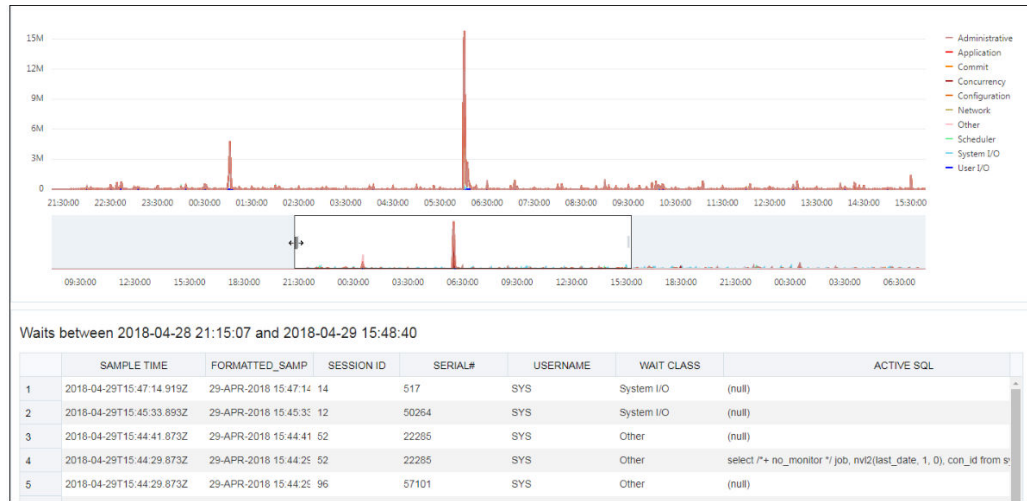 15M
12M
9M
6M
3M
0
21:30:00 22:30:00 23:30:00 00:30:00 01:30:00 02:30:00 03:30:00 04:30:00 05:30:00 06:30:00 07:30:00 08:30:00 09:30:00 10:30:00 11:30:00 12:30:00 13:30:00 14:30:00 15:30:00
Administrative
Application
Commit
Concurrency
Configuration
Network
Other
Scheduler
System I/O
User I/O
09:30:00 12:30:00 15:30:00 18:30:00 21:30:00 00:30:00 03:30:00 06:30:00 09:30:00 12:30:00 15:30:00 18:30:00 21:30:00 00:30:00 03:30:00 06:30:00
Waits between 2018-04-28 21:15:07 and 2018-04-29 15:48:40
SAMPLE TIME FORMATTED_SAMP SESSION ID SERIAL# USERNAME WAIT CLASS ACTIVE SQL
1 2018-04-29T15:47:14.919Z 29-APR-2018 15:47:14 14 517 SYS System I/O (null)
2 2018-04-29T15:45:33.893Z 29-APR-2018 15:45:33 12 50264 SYS System I/O (null)
3 2018-04-29T15:44:41.873Z 29-APR-2018 15:44:41 52 22285 SYS Other (null)
4 2018-04-29T15:44:29.873Z 29-APR-2018 15:44:29 52 22285 SYS Other select /*+ no_monitor */ job, nvl2(last_date, 1, 0), con_id from sy
5 2018-04-29T15:44:29.872Z 29-APR-2018 15:44:29 96 57101 SYS Other (null)